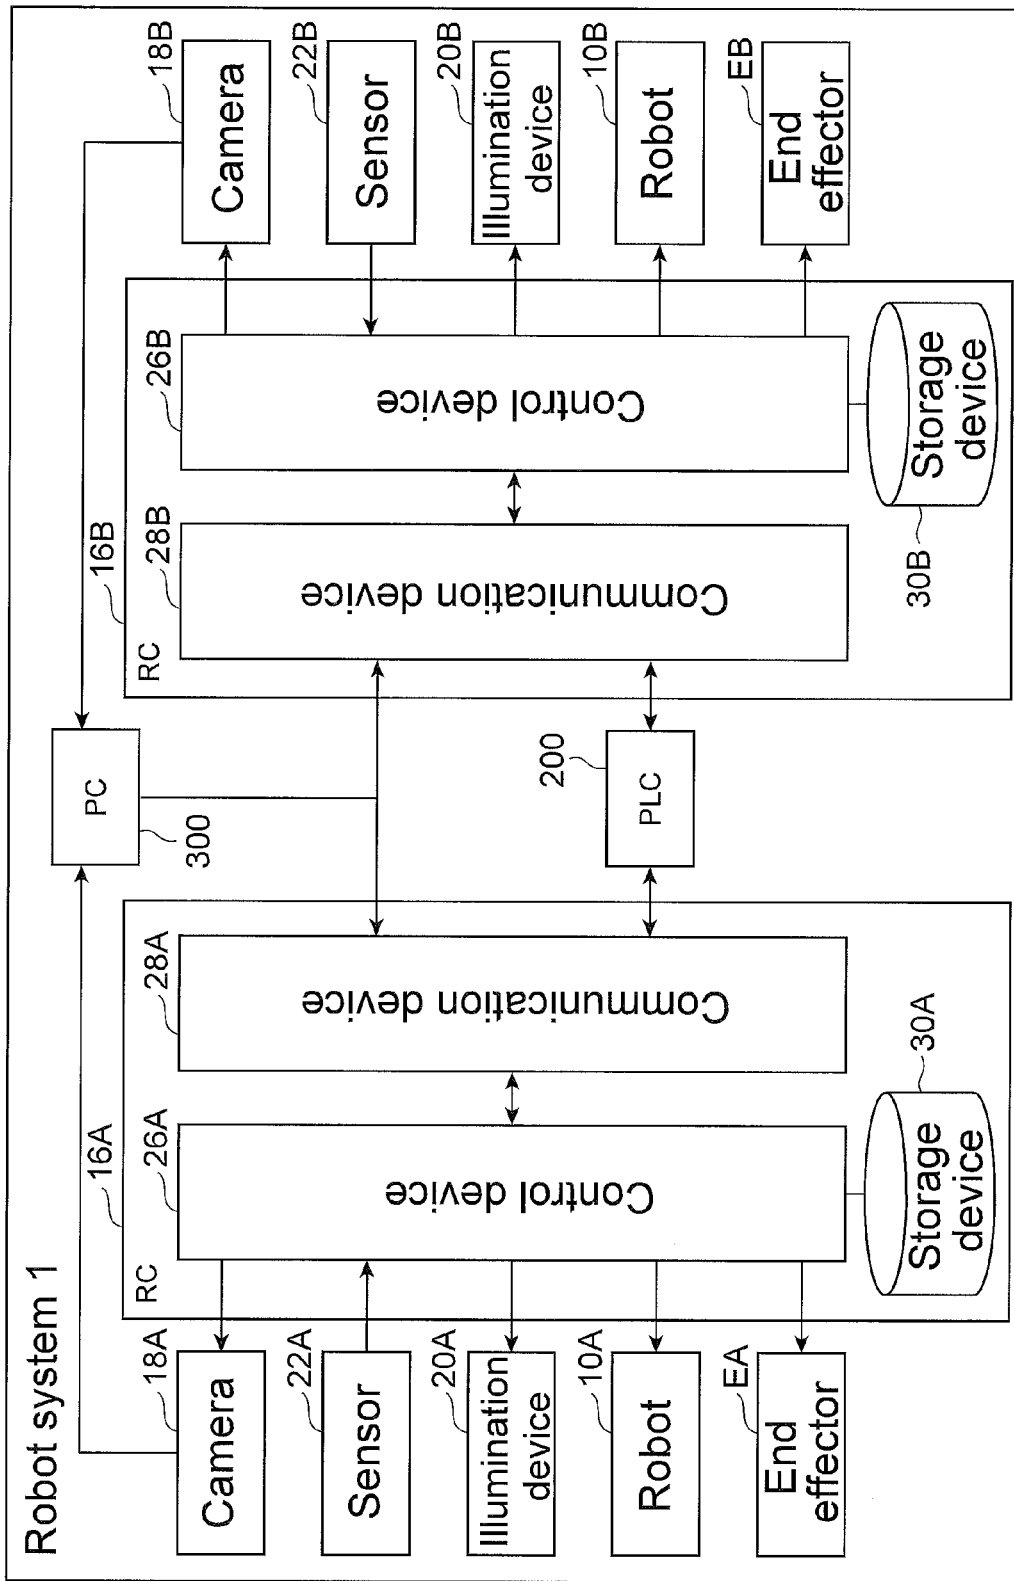 Robot system 1
16A
16B
PC
300
RC
RC
18A
Camera
26A
28A
28B
26B
18B
Camera
22A
Sensor
22B
Sensor
20A
Illumination
device
Control device
Communication device
Communication device
Control device
20B
Illumination
device
10A
Robot
200
PLC
10B
Robot
EA
End
effector
EB
End
effector
Storage
device
30A
30B
Storage
device